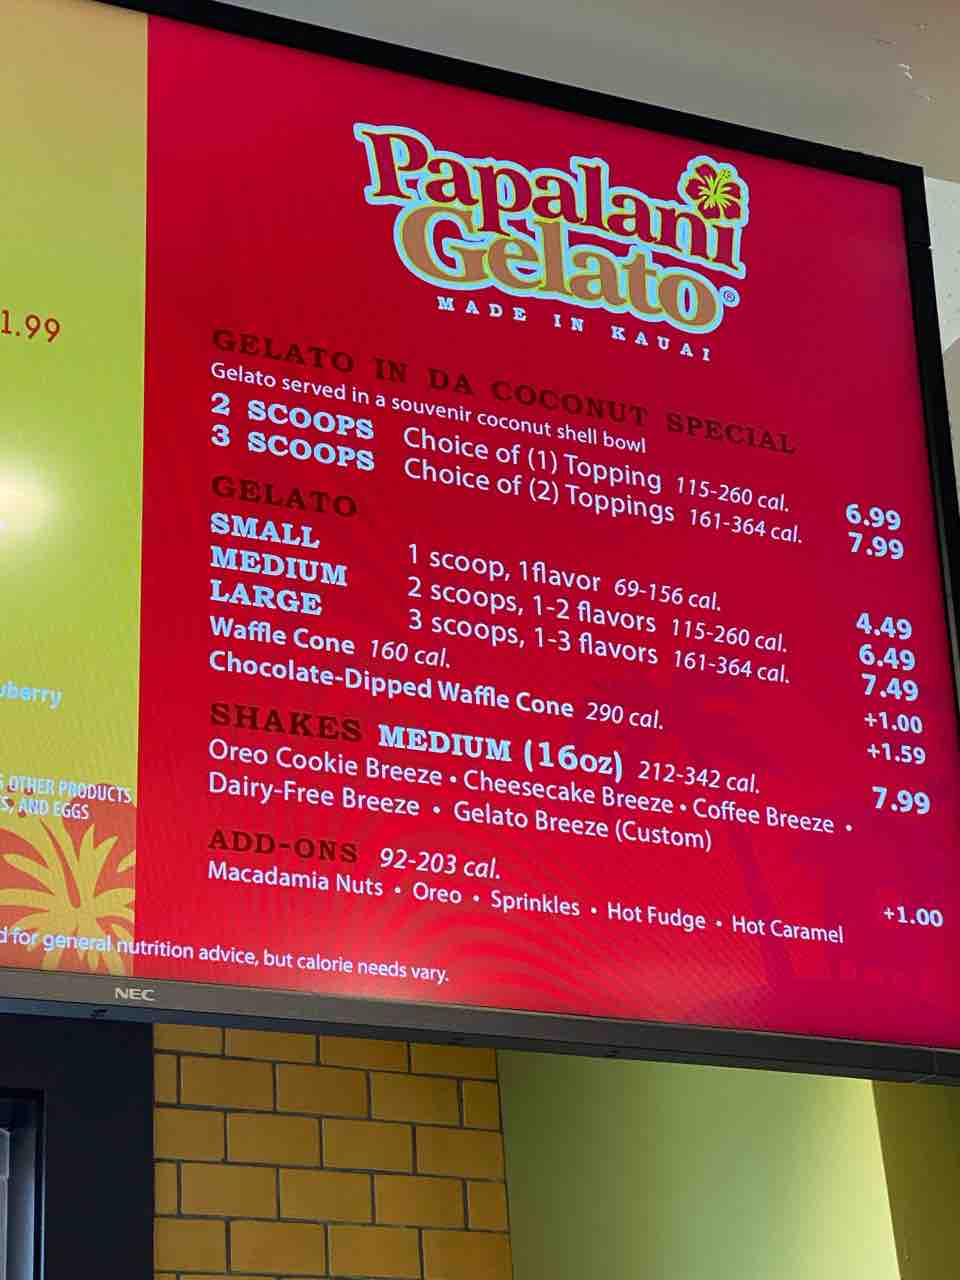 Papalani
Gelato®
MADE IN KAUAI
1.99
GELATO IN DA COCONUT SPECIAL
Gelato served in a souvenir coconut shell bowl
2 SCOOPS Choice of (1) Topping 115-260 cal. 6.99
3 SCOOPS Choice of (2) Toppings 161-364 cal. 7.99
GELATO
SMALL 1 scoop, 1flavor 69-156 cal. 4.49
MEDIUM 2 scoops, 1-2 flavors 115-260 cal. 6.49
LARGE 3 scoops, 1-3 flavors 161-364 cal. 7.49
Waffle Cone 160 cal. +1.00
Chocolate-Dipped Waffle Cone 290 cal. +1.59
SHAKES MEDIUM (16oz) 212-342 cal. 7.99
Oreo Cookie Breeze • Cheesecake Breeze • Coffee Breeze •
Dairy-Free Breeze • Gelato Breeze (Custom)
ADD-ONS 92-203 cal. +1.00
Macadamia Nuts • Oreo • Sprinkles • Hot Fudge • Hot Caramel
OTHER PRODUCTS
AND EGGS
for general nutrition advice, but calorie needs vary.
NEC